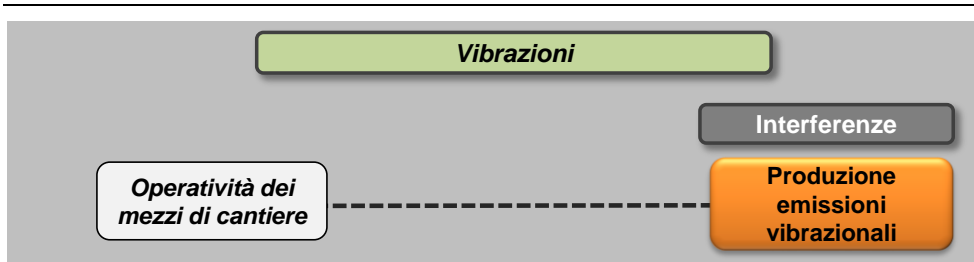 Vibrazioni
Interferenze
Operatività dei
mezzi di cantiere
Produzione
emissioni
vibrazionali